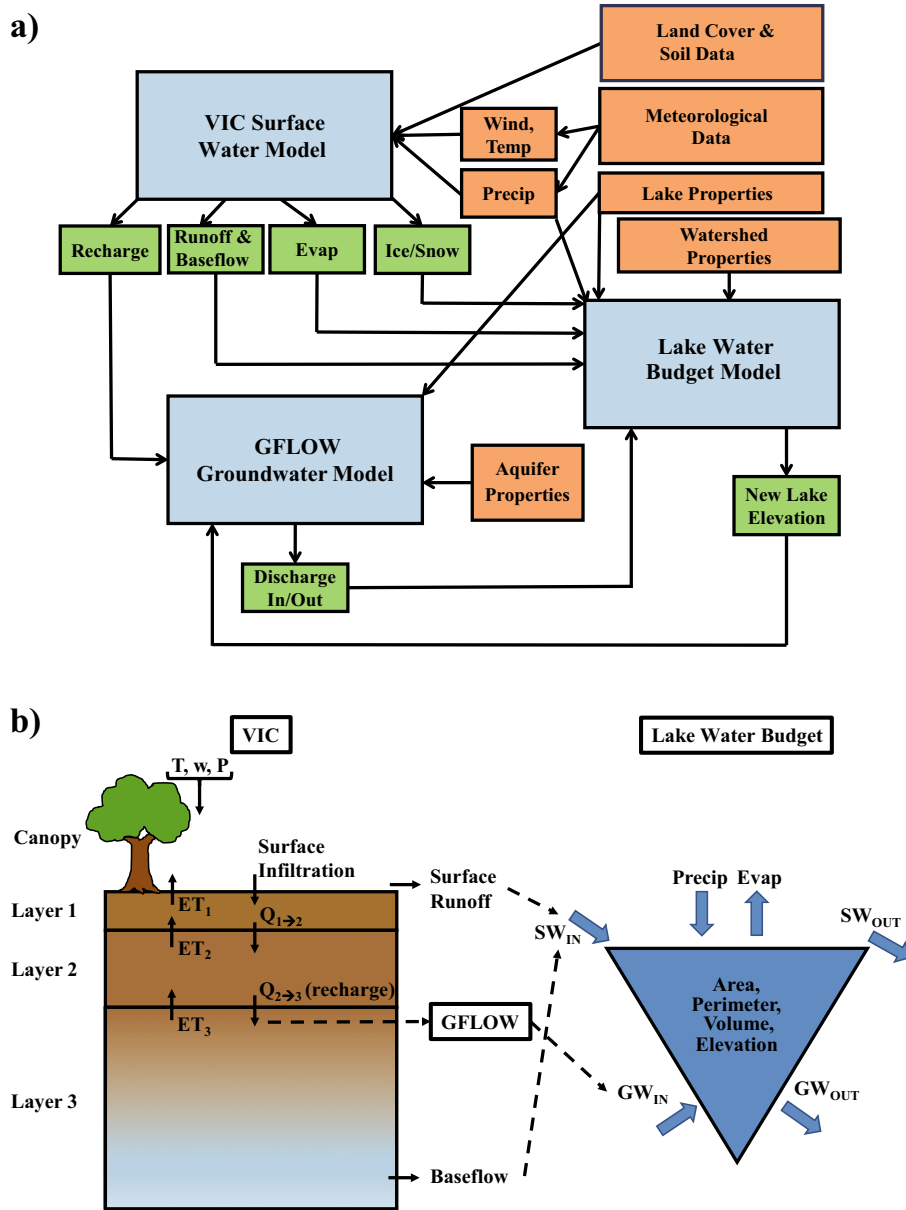 a)
Land Cover &
Soil Data
VIC Surface
Water Model
Wind,
Temp
Meteorological
Data
Precip
Lake Properties
Recharge
Runoff &
Baseflow
Evap
Ice/Snow
Watershed
Properties
Lake Water
Budget Model
GFLOW
Groundwater Model
Aquifer
Properties
New Lake
Elevation
Discharge
In/Out
b)
VIC
Lake Water Budget
T, w, P
Canopy
Surface
Infiltration
Surface
Runoff
Precip Evap
Layer 1
ET1
Q1→2
SWIN
SWOUT
Layer 2
ET2
Q2→3 (recharge)
ET3
GFLOW
Area,
Perimeter,
Volume,
Elevation
Layer 3
GWIN
GWOUT
Baseflow